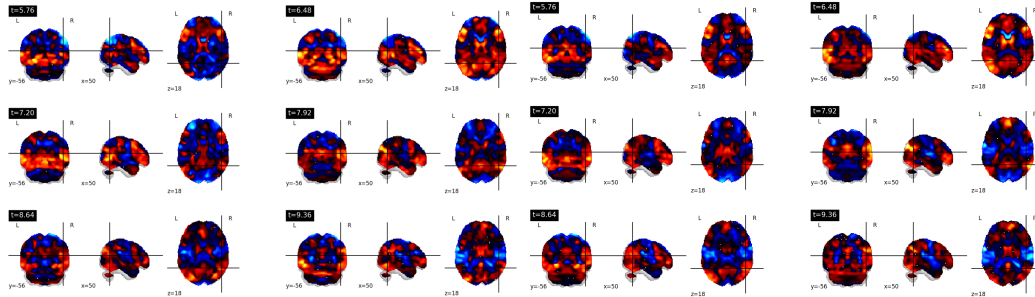 t=5.76 L R y=-56 x=50 z=18
t=6.48 L R y=-56 x=50 z=18
t=5.76 L R y=-56 x=50 z=18
t=6.48 L R y=-56 x=50 z=18
t=7.20 L R y=-56 x=50 z=18
t=7.92 L R y=-56 x=50 z=18
t=7.20 L R y=-56 x=50 z=18
t=7.92 L R y=-56 x=50 z=18
t=8.64 L R y=-56 x=50 z=18
t=9.36 L R y=-56 x=50 z=18
t=8.64 L R y=-56 x=50 z=18
t=9.36 L R y=-56 x=50 z=18